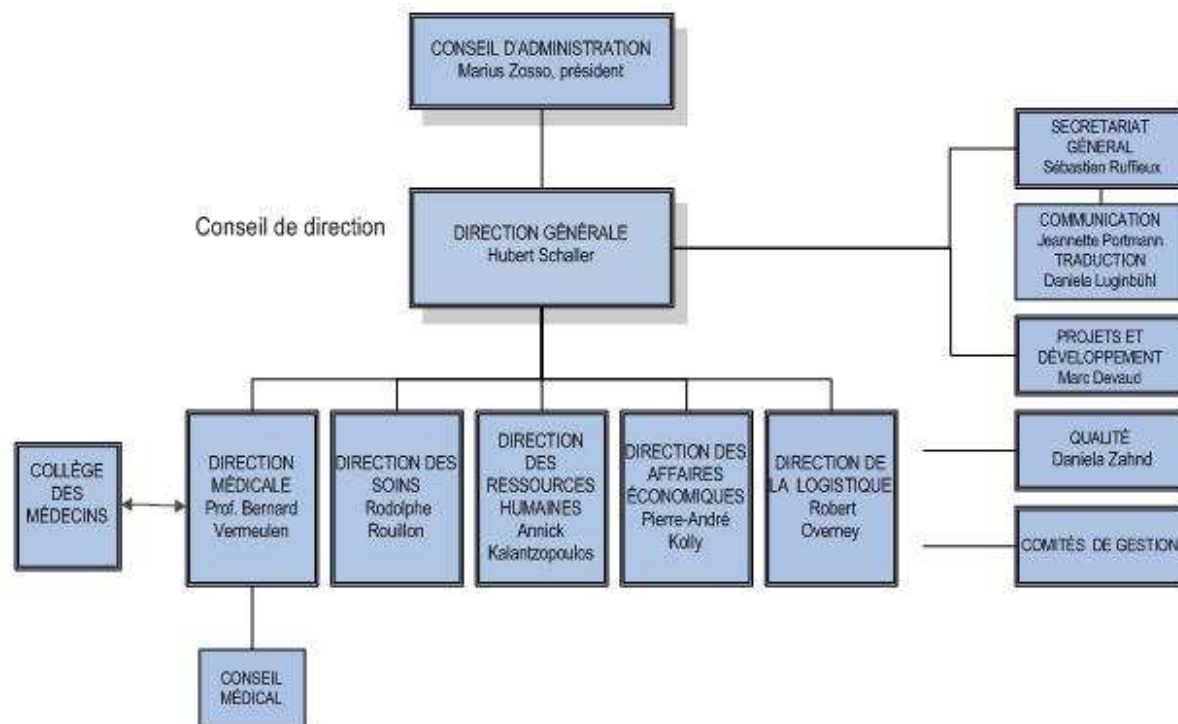 CONSEIL D'ADMINISTRATION
Marius Zosso, président
SECRETARIAT
GÉNERAL
Sébastien Ruffieux
Conseil de direction
DIRECTION GÉNÉRALE
Hubert Schaller
COMMUNICATION
Jeannette Portmann
TRADUCTION
Daniela Luginbühl
PROJETS ET
DÉVELOPPEMENT
Marc Devaud
COLLÈGE
DES
MÉDECINS
DIRECTION
MÉDICALE
Prof. Bernard
Vermeulen
DIRECTION DES
SOINS
Rodolphe
Rouillon
DIRECTION
DES
RESSOURCES
HUMAINES
Annick
Kalantzopoulos
DIRECTION DES
AFFAIRES
ÉCONOMIQUES
Pierre-André
Kolly
DIRECTION DE
LA LOGISTIQUE
Robert
Overney
QUALITÉ
Daniela Zahnd
COMITÉS DE GESTION
CONSEIL
MÉDICAL